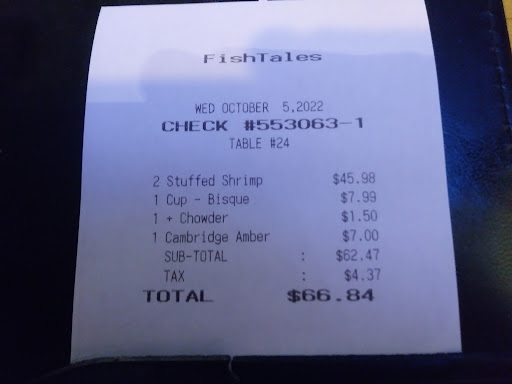 FishTales
WED OCTOBER 5,2022
CHECK #553063-1
TABLE #24
2 Stuffed Shrimp $45.98
1 Cup - Bisque $7.99
1 + Chowder $1.50
1 Cambridge Amber $7.00
SUB-TOTAL : $62.47
TAX : $4.37
TOTAL $66.84